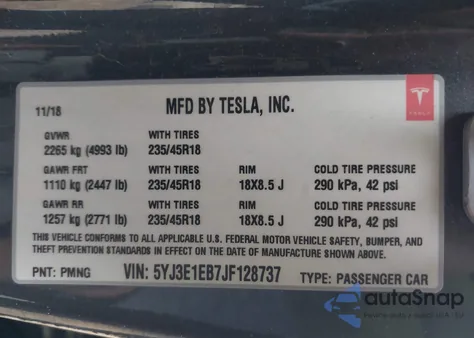 11/18 MFD BY TESLA, INC.
TESLA
GVWR WITH TIRES
2265 kg (4993 lb) 235/45R18
GAWR FRT WITH TIRES RIM COLD TIRE PRESSURE
1110 kg (2447 lb) 235/45R18 18X8.5 J 290 kPa, 42 psi
GAWR RR WITH TIRES RIM COLD TIRE PRESSURE
1257 kg (2771 lb) 235/45R18 18X8.5 J 290 kPa, 42 psi
THIS VEHICLE CONFORMS TO ALL APPLICABLE U.S. FEDERAL MOTOR VEHICLE SAFETY, BUMPER, AND
THEFT PREVENTION STANDARDS IN EFFECT ON THE DATE OF MANUFACTURE SHOWN ABOVE.
PNT: PMNG VIN: 5YJ3E1EB7JF128737 TYPE: PASSENGER CAR
autoSnap